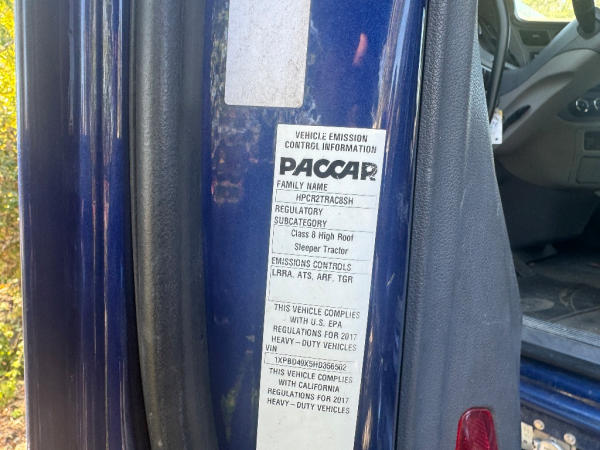 VEHICLE EMISSION
CONTROL INFORMATION
PACCAR
FAMILY NAME
HPCR2TRAC8SH
REGULATORY
SUBCATEGORY
Class 8 High Roof
Sleeper Tractor
EMISSIONS CONTROLS
LRRA, ATS, ARF, TGR
THIS VEHICLE COMPLIES
WITH U.S. EPA
REGULATIONS FOR 2017
HEAVY-DUTY VEHICLES
VIN
1XPBD49X5HD356502
THIS VEHICLE COMPLIES
WITH CALIFORNIA
REGULATIONS FOR 2017
HEAVY-DUTY VEHICLES